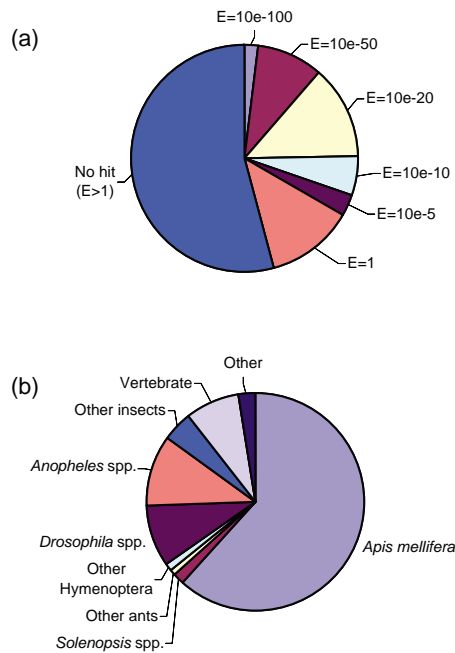 (a)
E=10e-100
E=10e-50
E=10e-20
E=10e-10
E=10e-5
E=1
No hit
(E>1)
(b)
Other
Vertebrate
Other insects
Anopheles spp.
Drosophila spp.
Other
Hymenoptera
Other ants
Solenopsis spp.
Apis mellifera